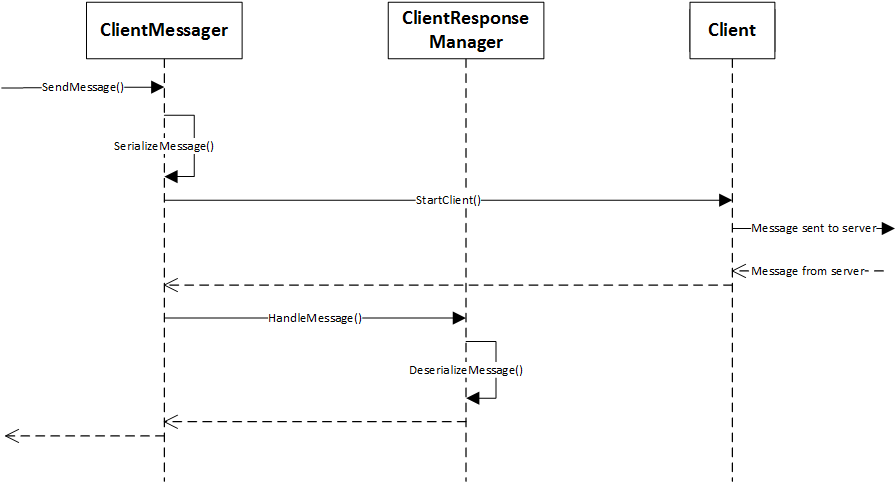 ClientMessager
ClientResponse
Manager
Client
SendMessage()
SerializeMessage()
StartClient()
Message sent to server
Message from server
HandleMessage()
DeserializeMessage()